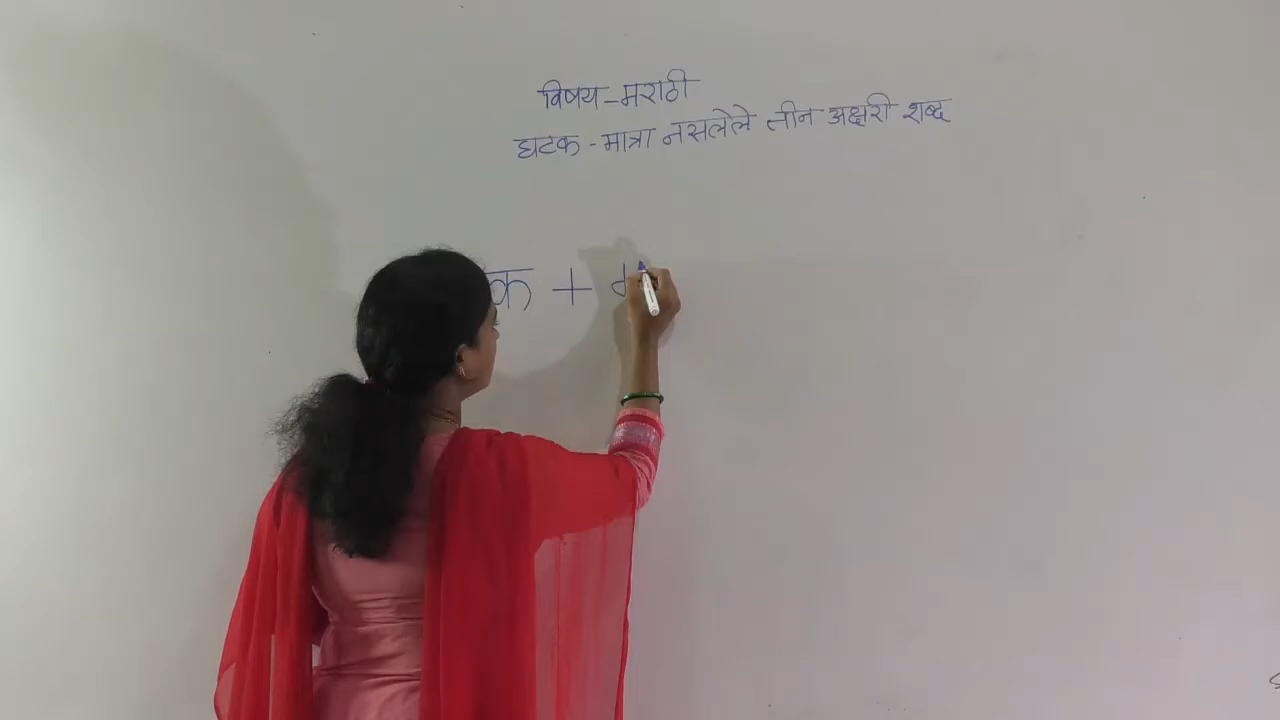 विषय-मराठी
घटक - मात्रा नसलेले तीन अक्षरी शब्द
क +